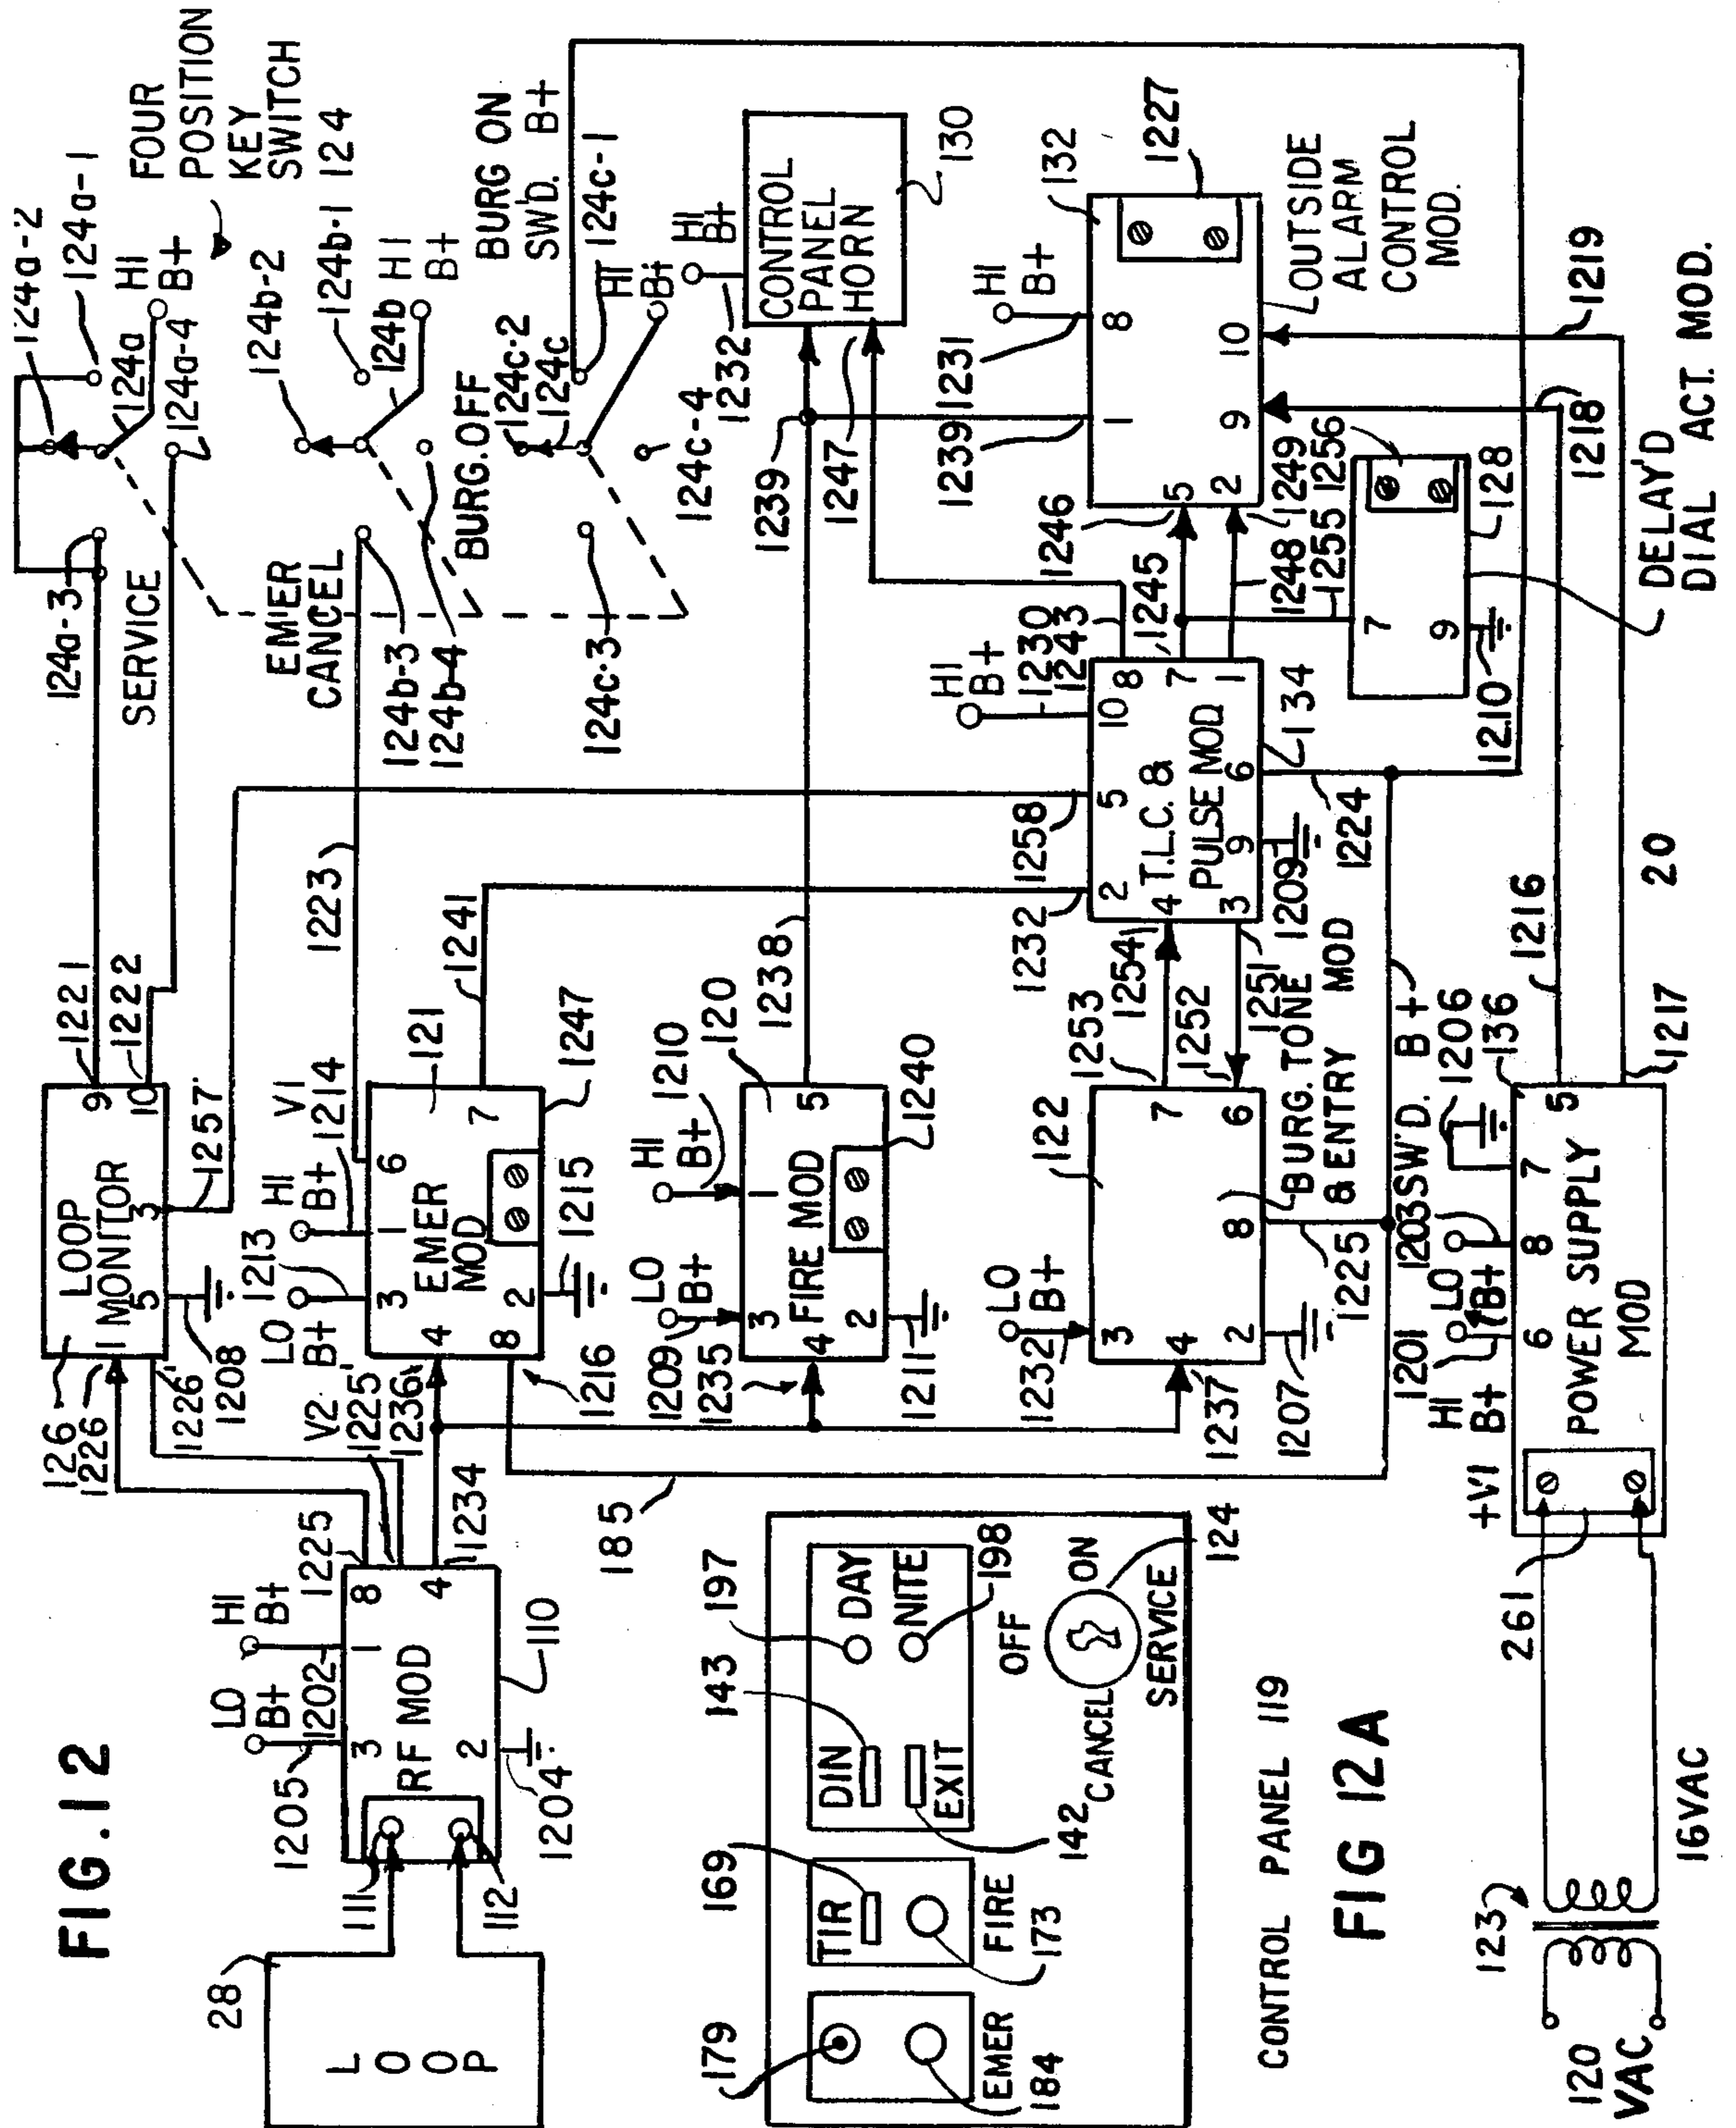 FIG.12
28
LOOP
111
112
1205
LO
B+
1202
HI
B+
3
1
RF MOD
2
8
4
1204
110
1225
1234
V2
1225'
1236
126
1226
1226'
LOOP
MONITOR
1
5
3
9
10
1208
1257'
1221
1222
LO
B+
1213
HI
B+
V1
1214
3
1
6
4
EMER
MOD
8
2
7
121
1247
1215
1216
1223
1241
185
1209
LO
B+
HI
B+
1210
120
1235
3
1
4
FIRE MOD
5
2
1211
1240
1238
LO
B+
1232
122
3
4
7
6
2
8
1237
1207
1225
BURG. TONE
& ENTRY MOD
1253
1254
1252
1251
1232
1258
HI
B+
1230
1243
2
5
10
4
T.L.C. &
8
7
PULSE MOD
3
9
6
1
1209
1224
134
SW'D. B+
1245
1246
1248
1249
1255
1256
7
9
1210
128
DELAY'D
DIAL ACT. MOD.
124a-3
124a-2
124a-1
124a
HI
B+
124a-4
FOUR
POSITION
KEY
SWITCH
124
SERVICE
EM'ER
CANCEL
124b-3
124b-4
124b-2
124b-1
124b
HI
B+
BURG.OFF
124c-2
124c
124c-3
124c-4
BURG ON
SW'D. B+
124c-1
HI
B+
1239
1247
1232
HI
B+
CONTROL
PANEL
HORN
130
1239
1231
HI
B+
132
1
8
5
2
9
10
1227
OUTSIDE
ALARM
CONTROL
MOD.
1218
1219
179
EMER
184
169
TIR
FIRE
173
143
DIN
EXIT
142
197
DAY
NITE
198
OFF
CANCEL
ON
SERVICE
124
CONTROL PANEL 119
FIG 12A
120
VAC
123
16VAC
261
+V1
HI
B+
1201
LO
B+
1203
1206
136
6
8
7
5
POWER SUPPLY
MOD
1216
1217
20